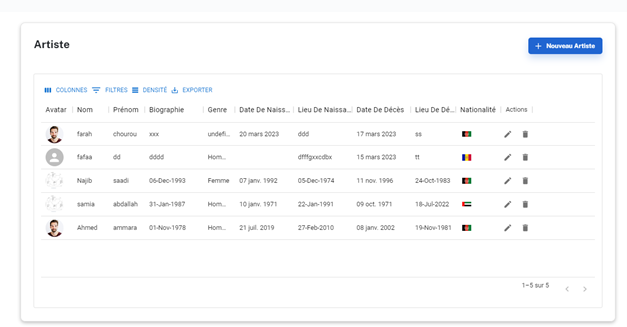 Artiste
+ Nouveau Artiste
COLONNES FILTRES DENSITÉ EXPORTER
Avatar Nom Prénom Biographie Genre Date De Naiss... Lieu De Naissa... Date De Décès Lieu De Dé... Nationalité Actions
farah chourou xxx undefi... 20 mars 2023 ddd 17 mars 2023 ss
fafaa dd dddd Hom... dfffgxxcdbx 15 mars 2023 tt
Najib saadi 06-Dec-1993 Femme 07 janv. 1992 05-Dec-1974 11 nov. 1996 24-Oct-1983
samia abdallah 31-Jan-1987 Hom... 10 janv. 1971 22-Jan-1991 09 oct. 1971 18-Jul-2022
Ahmed ammara 01-Nov-1978 Hom... 21 juil. 2019 27-Feb-2010 08 janv. 2002 19-Nov-1981
1–5 sur 5